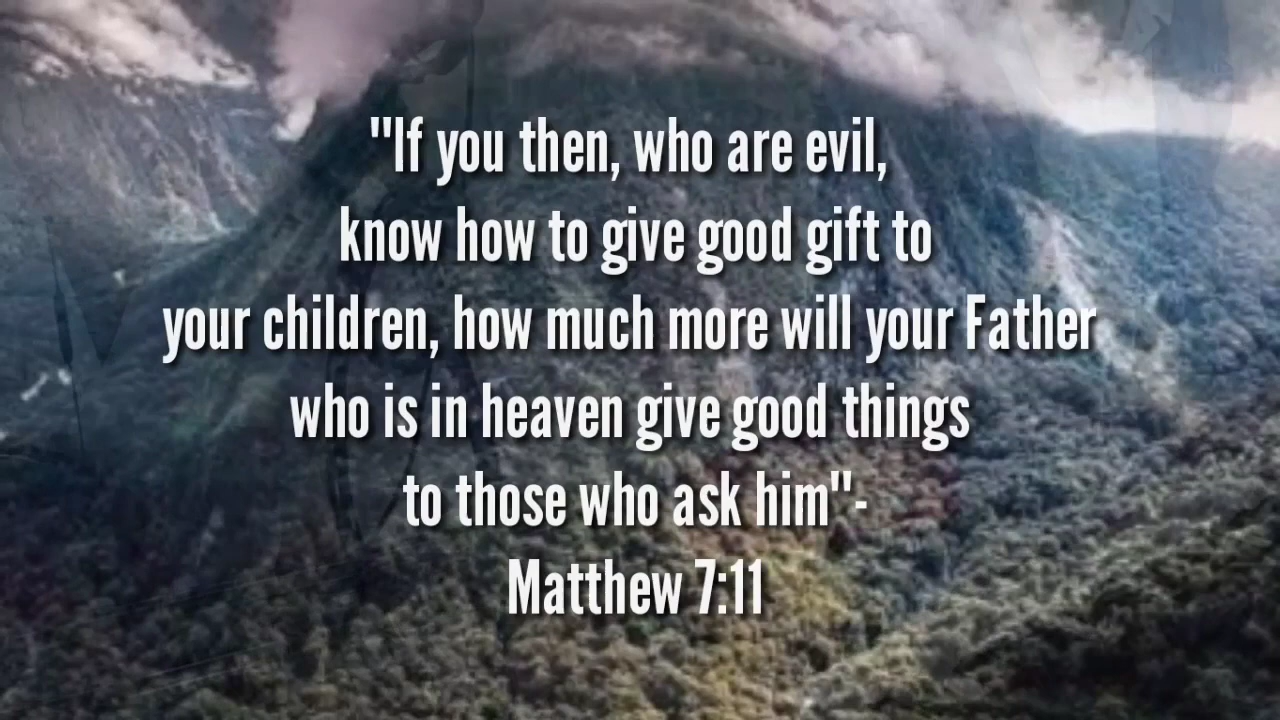 "If you then, who are evil,
know how to give good gift to
your children, how much more will your Father
who is in heaven give good things
to those who ask him"-
Matthew 7:11